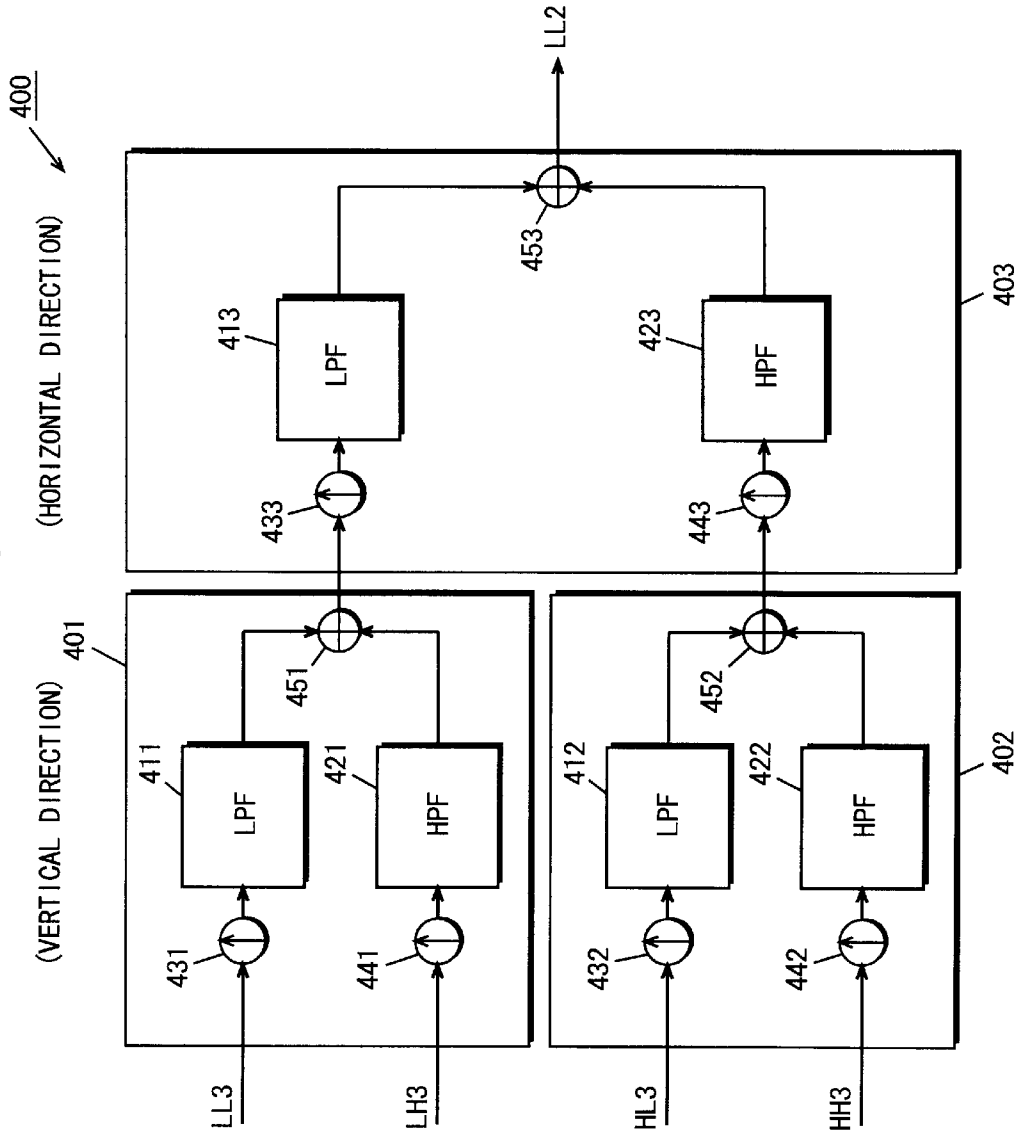 400
(VERTICAL DIRECTION)
(HORIZONTAL DIRECTION)
401
LL3
431
411
LPF
LH3
441
421
HPF
451
433
413
LPF
453
LL2
HL3
432
412
LPF
HH3
442
422
HPF
452
443
423
HPF
402
403